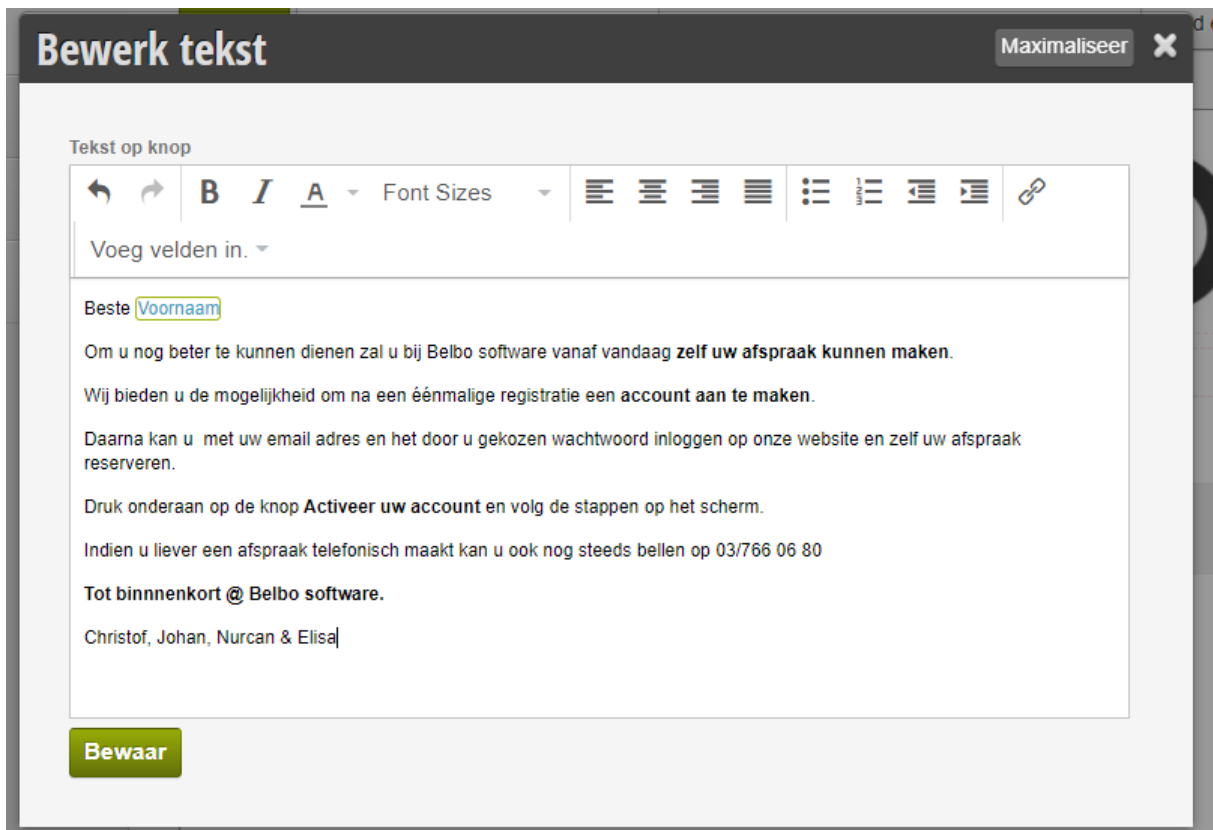 Bewerk tekst
Maximaliseer
Tekst op knop
B I A Font Sizes
Voeg velden in.
Beste Voornaam
Om u nog beter te kunnen dienen zal u bij Belbo software vanaf vandaag zelf uw afspraak kunnen maken.
Wij bieden u de mogelijkheid om na een éénmalige registratie een account aan te maken.
Daarna kan u  met uw email adres en het door u gekozen wachtwoord inloggen op onze website en zelf uw afspraak
reserveren.
Druk onderaan op de knop Activeer uw account en volg de stappen op het scherm.
Indien u liever een afspraak telefonisch maakt kan u ook nog steeds bellen op 03/766 06 80
Tot binnnenkort @ Belbo software.
Christof, Johan, Nurcan & Elisa
Bewaar